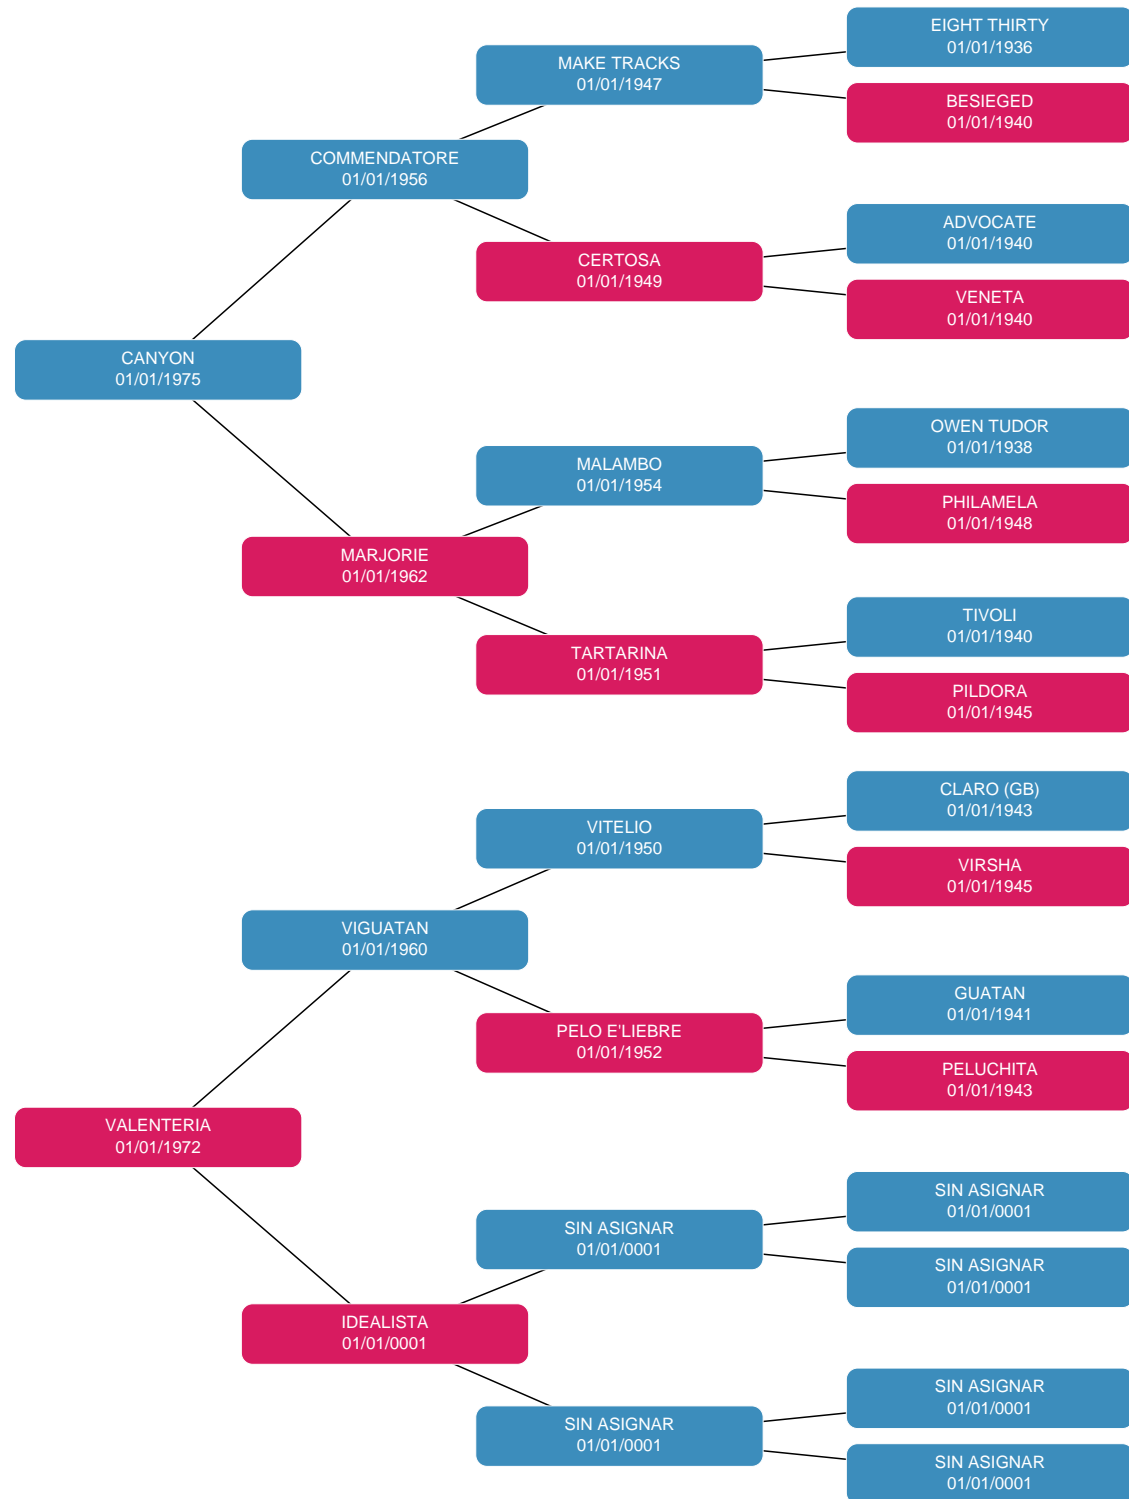 EIGHT THIRTY
01/01/1936
MAKE TRACKS
01/01/1947
BESIEGED
01/01/1940
COMMENDATORE
01/01/1956
ADVOCATE
01/01/1940
CERTOSA
01/01/1949
VENETA
01/01/1940
CANYON
01/01/1975
OWEN TUDOR
01/01/1938
MALAMBO
01/01/1954
PHILAMELA
01/01/1948
MARJORIE
01/01/1962
TIVOLI
01/01/1940
TARTARINA
01/01/1951
PILDORA
01/01/1945
CLARO (GB)
01/01/1943
VITELIO
01/01/1950
VIRSHA
01/01/1945
VIGUATAN
01/01/1960
GUATAN
01/01/1941
PELO E'LIEBRE
01/01/1952
PELUCHITA
01/01/1943
VALENTERIA
01/01/1972
SIN ASIGNAR
01/01/0001
SIN ASIGNAR
01/01/0001
SIN ASIGNAR
01/01/0001
IDEALISTA
01/01/0001
SIN ASIGNAR
01/01/0001
SIN ASIGNAR
01/01/0001
SIN ASIGNAR
01/01/0001